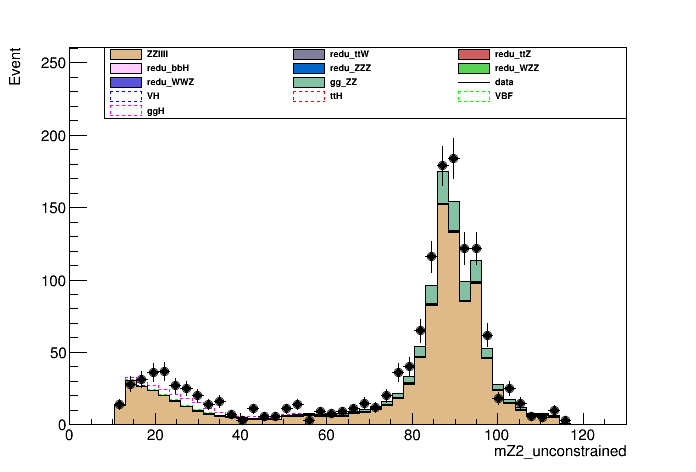 Event
250
200
150
100
50
0
ZZllll redu_ttW redu_ttZ
redu_bbH redu_ZZZ redu_WZZ
redu_WWZ gg_ZZ data
VH ttH VBF
ggH
0 20 40 60 80 100 120
mZ2_unconstrained